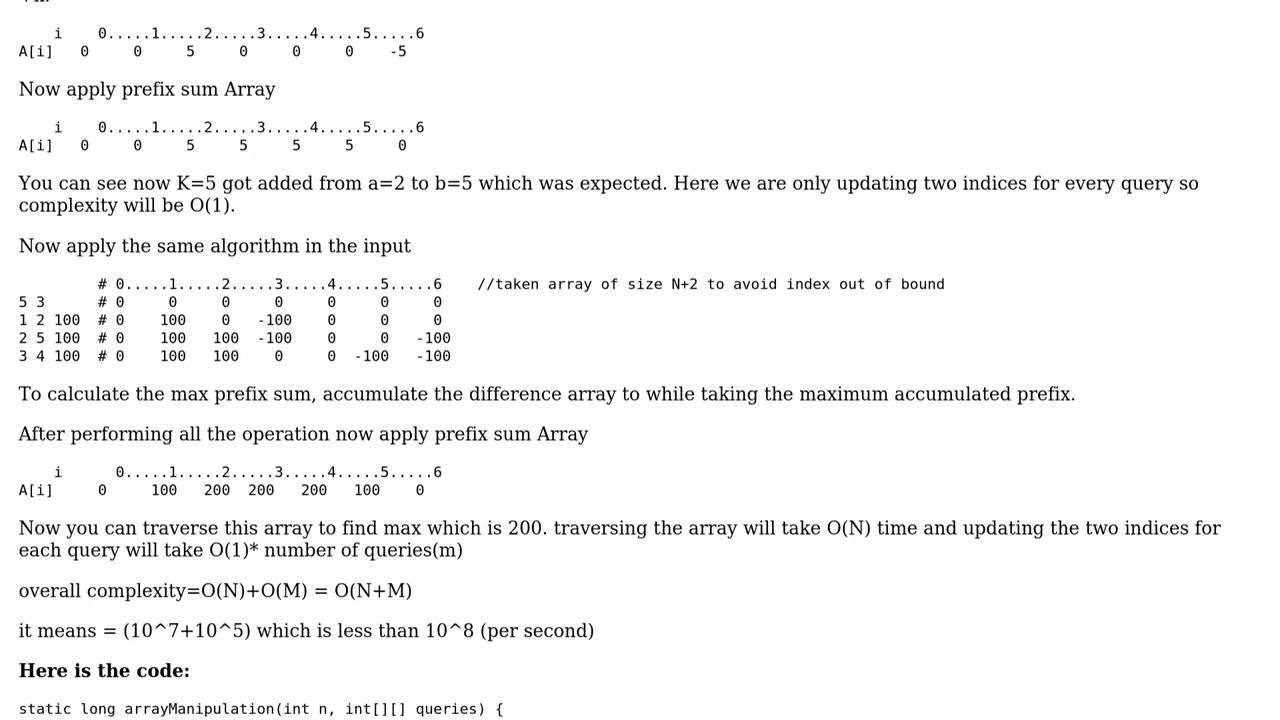 i    0.....1.....2.....3.....4.....5.....6
A[i]   0     0     5     0     0     0    -5
Now apply prefix sum Array
    i    0.....1.....2.....3.....4.....5.....6
A[i]   0     0     5     5     5     5     0
You can see now K=5 got added from a=2 to b=5 which was expected. Here we are only updating two indices for every query so
complexity will be O(1).
Now apply the same algorithm in the input
         # 0.....1.....2.....3.....4.....5.....6    //taken array of size N+2 to avoid index out of bound
5 3      # 0     0     0     0     0     0     0
1 2 100  # 0    100    0   -100    0     0     0
2 5 100  # 0    100   100  -100    0     0   -100
3 4 100  # 0    100   100    0     0  -100   -100
To calculate the max prefix sum, accumulate the difference array to while taking the maximum accumulated prefix.
After performing all the operation now apply prefix sum Array
    i      0.....1.....2.....3.....4.....5.....6
A[i]     0     100   200  200   200   100    0
Now you can traverse this array to find max which is 200. traversing the array will take O(N) time and updating the two indices for
each query will take O(1)* number of queries(m)
overall complexity=O(N)+O(M) = O(N+M)
it means = (10^7+10^5) which is less than 10^8 (per second)
Here is the code:
static long arrayManipulation(int n, int[][] queries) {